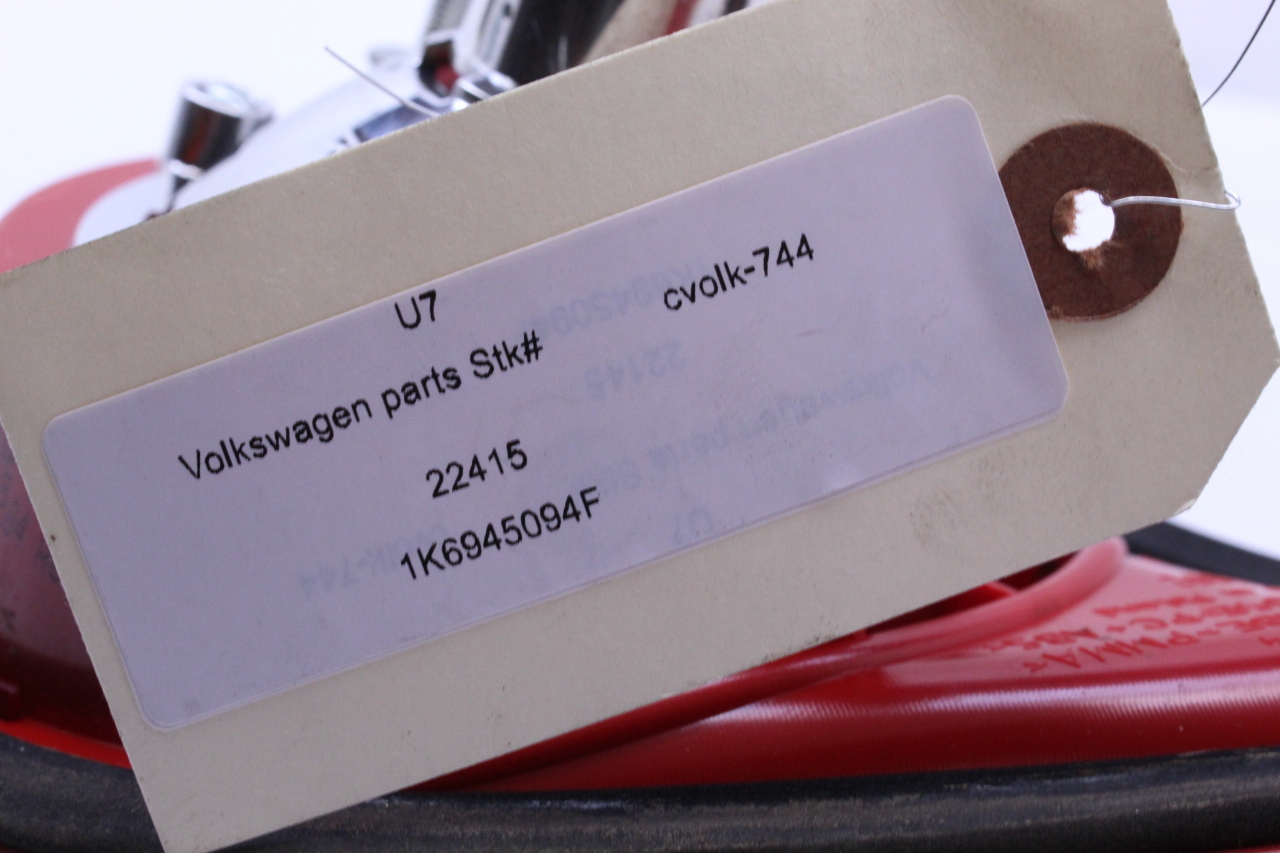 U7
Volkswagen parts Stk# cvolk-744
22415
1K6945094F